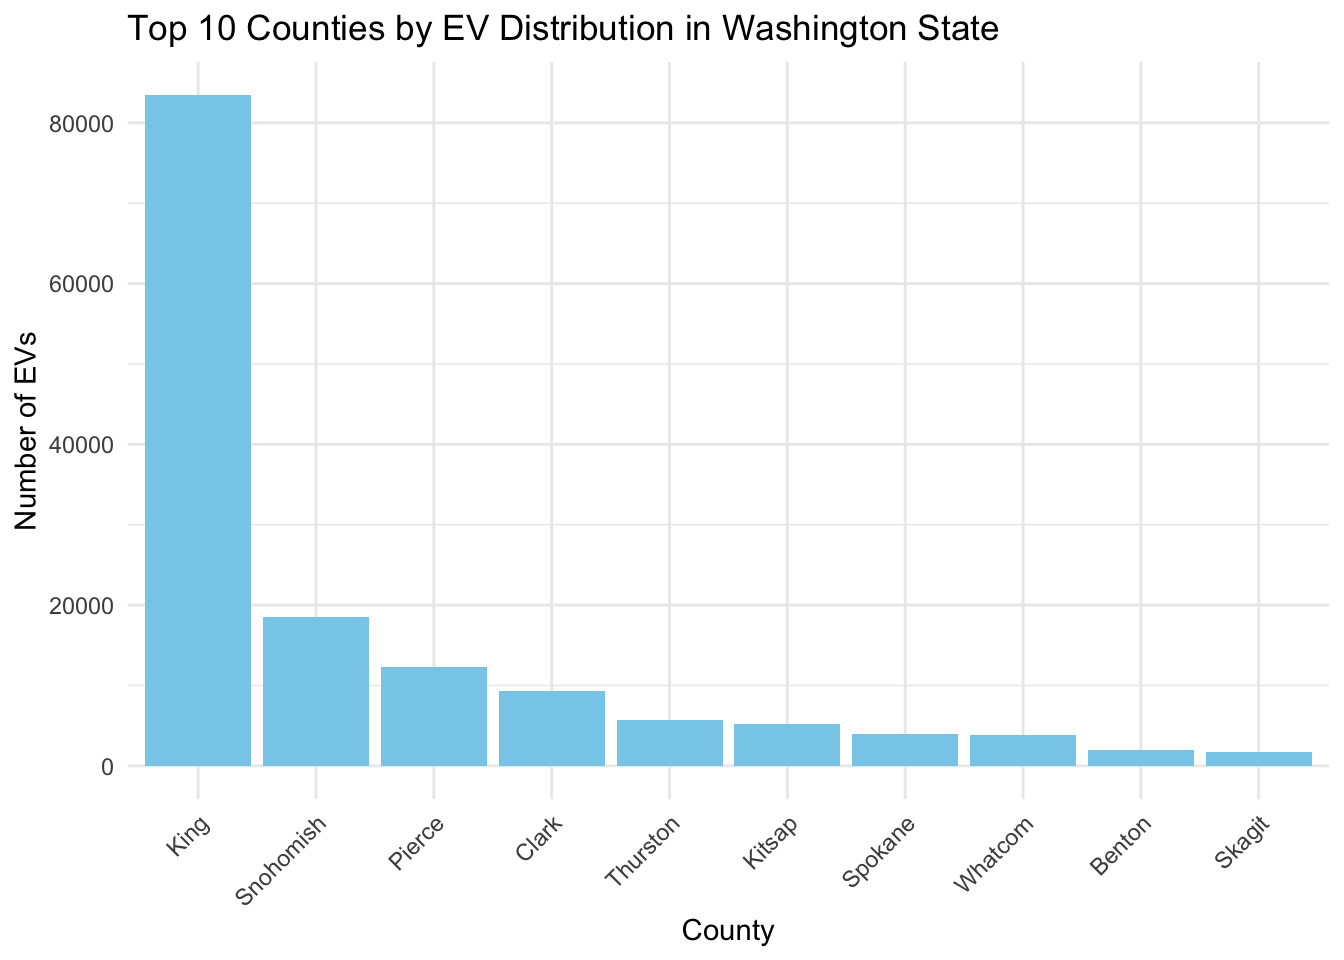 Top 10 Counties by EV Distribution in Washington State
Number of EVs
80000
60000
40000
20000
0
King
Snohomish
Pierce
Clark
Thurston
Kitsap
Spokane
Whatcom
Benton
Skagit
County